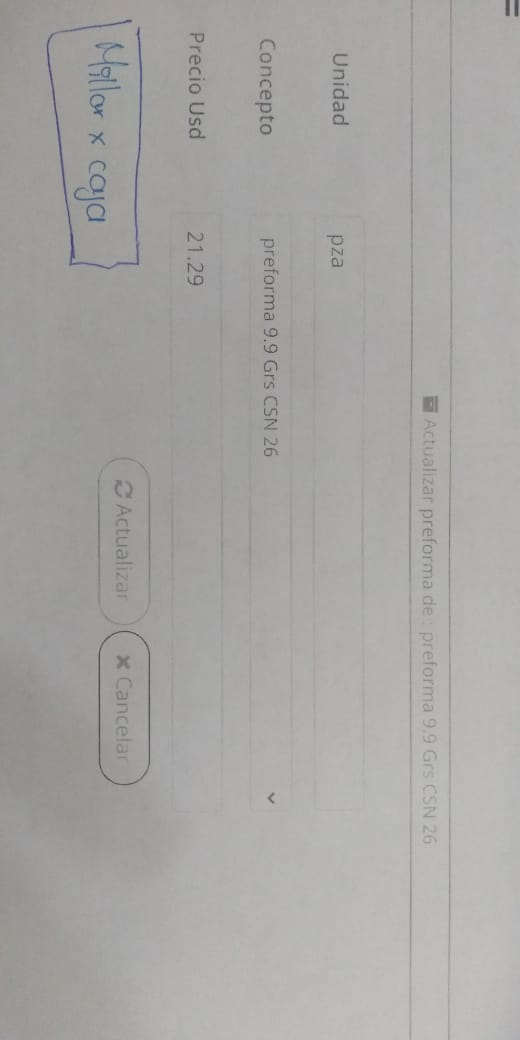 Actualizar preforma de : preforma 9.9 Grs CSN 26
Unidad pza
Concepto preforma 9.9 Grs CSN 26
Precio Usd 21.29
Actualizar Cancelar
Millar x caja